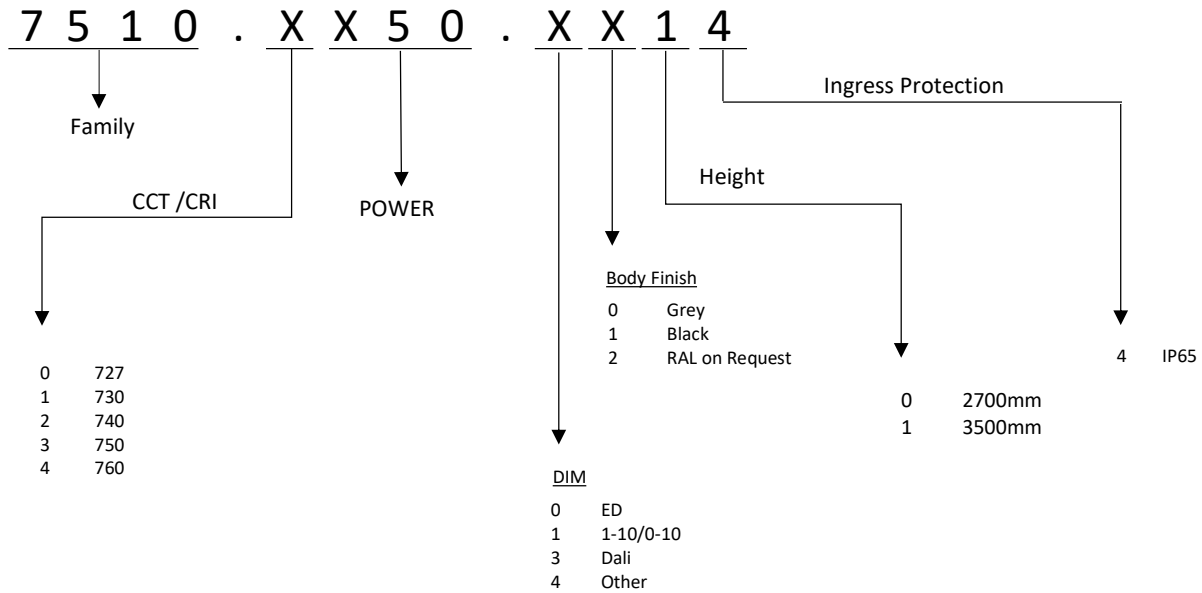 7 5 1 0 . X X 5 0 . X X 1 4
Ingress Protection
Family
Height
CCT /CRI
POWER
Body Finish
0 Grey
1 Black
2 RAL on Request
4 IP65
0 727
1 730
2 740
3 750
4 760
0 2700mm
1 3500mm
DIM
0 ED
1 1-10/0-10
3 Dali
4 Other